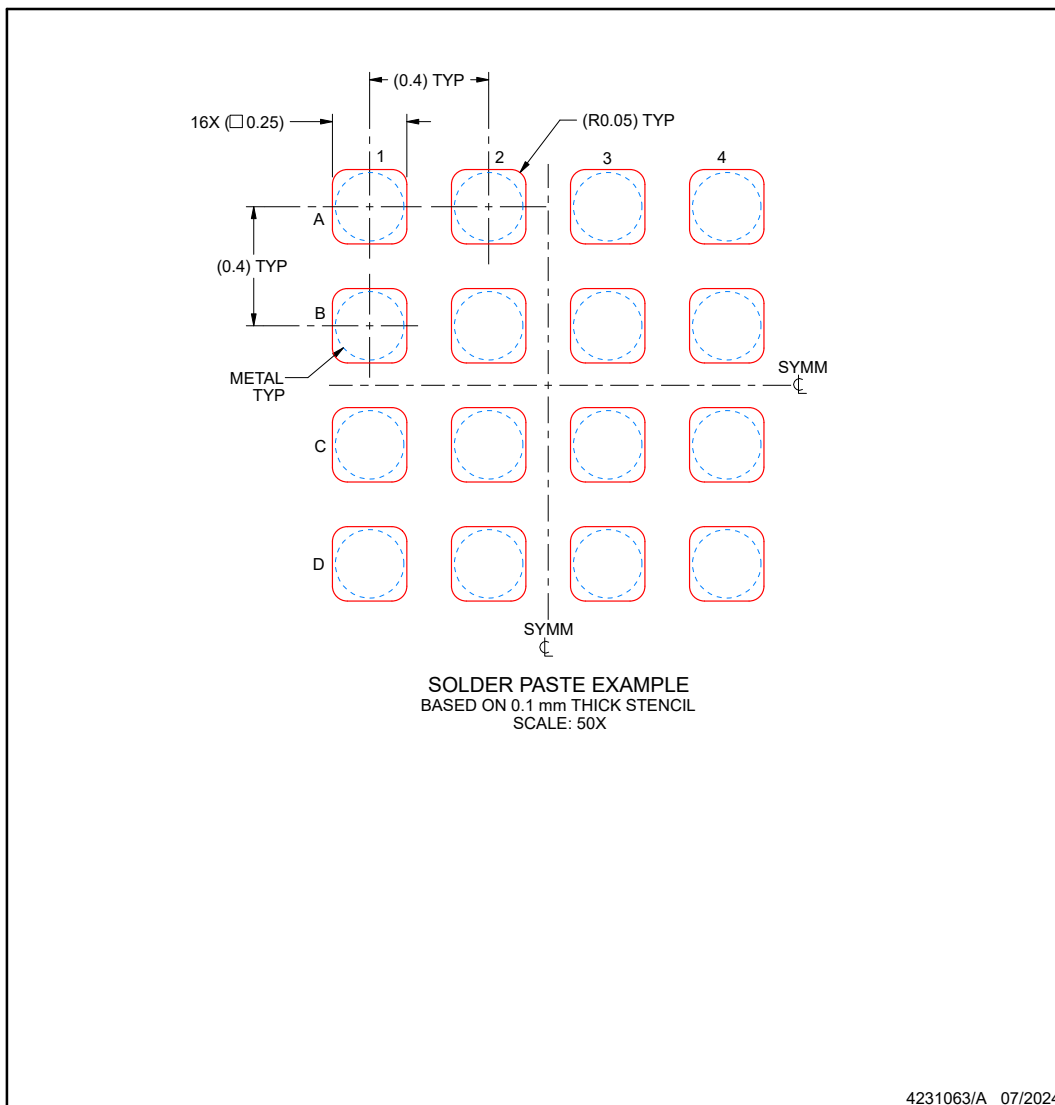 (0.4) TYP
16X (□ 0.25)
(R0.05) TYP
1
2
3
4
A
(0.4) TYP
B
METAL
TYP
SYMM
℄
C
D
SYMM
℄
SOLDER PASTE EXAMPLE
BASED ON 0.1 mm THICK STENCIL
SCALE: 50X
4231063/A 07/2024